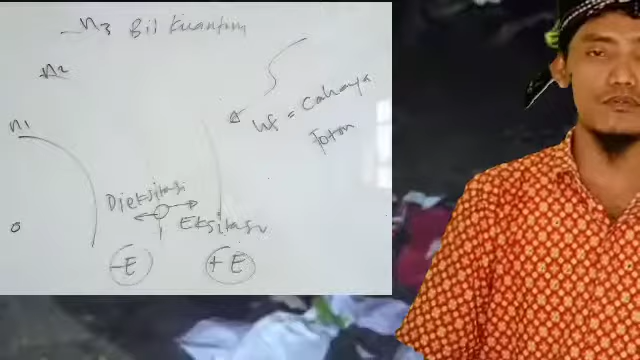 n3 Bil Kuantum
n2
n1
hf = Cahaya
Foton
Dieksitasi
Eksitasi
-E
+E